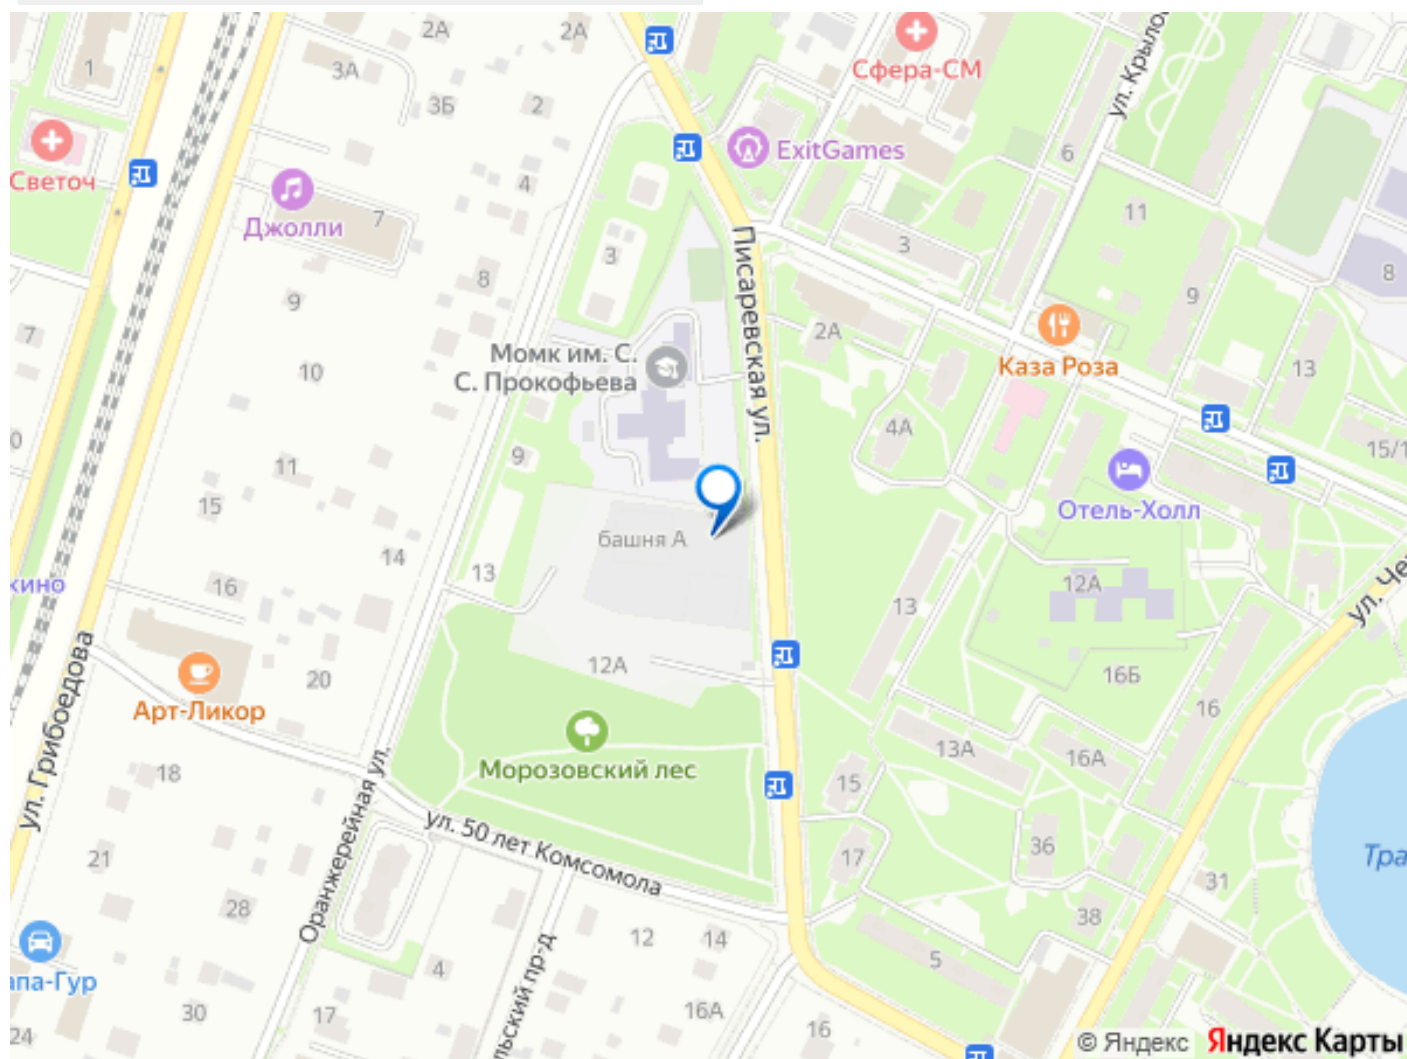 2А
2А
1
3А
3Б
2
Сфера-СМ
ул. Крыло
ExitGames
6
Светоч
4
Джолли
7
11
3
3
8
8
9
9
Писаревская ул.
7
2А
Момк им. С.
С. Прокофьева
Каза Роза
10
13
4А
0
15/1
9
11
15
Отель-Холл
башня А
14
13
16
кино
12А
13
ул. Че
12А
20
16Б
Арт-Ликор
16
ул. Грибоедова
Морозовский лес
13А
16А
18
15
Оранжерейная ул.
ул. 50 лет Комсомола
36
21
17
Тра
31
28
38
12
14
4
5
апа-Гур
льский пр-д
30
17
16А
16
24
© Яндекс Яндекс Карты